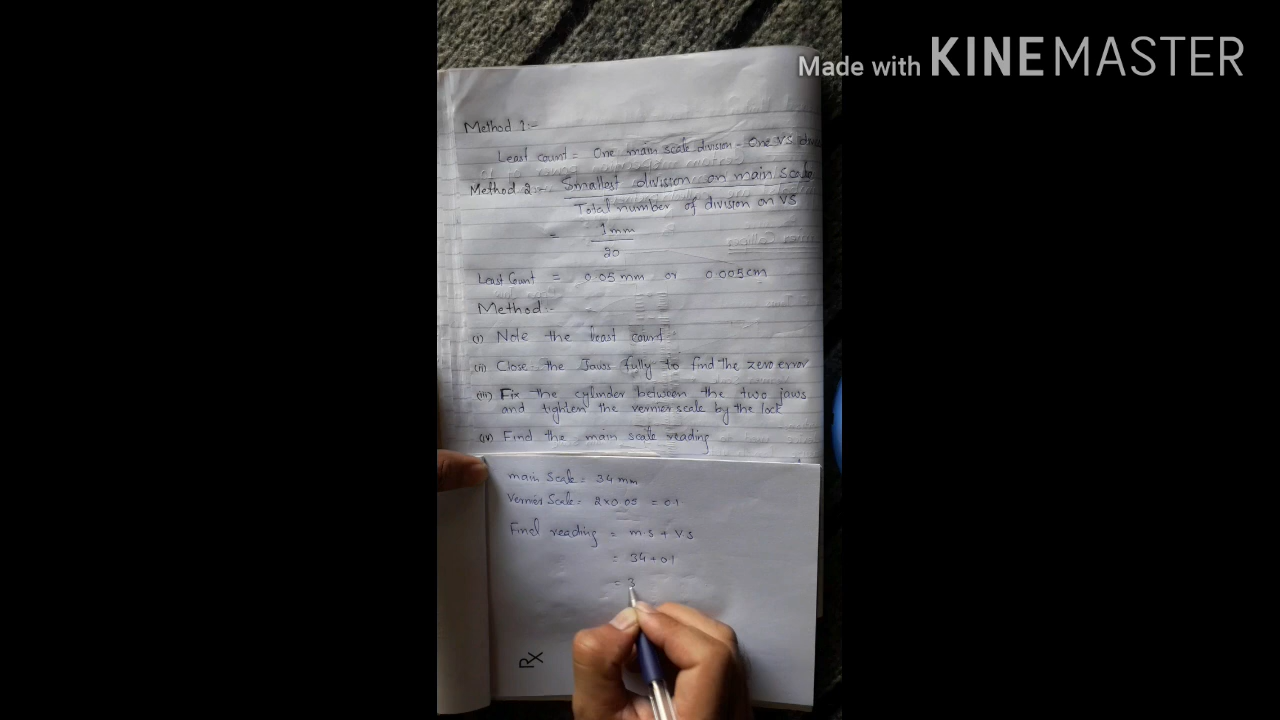 Made with KINEMASTER
Method 1:-
Least count = One main scale division - One VS
Method 2:- Smallest division on main scale
Total number of division on VS
= 1mm
20
Least Count = 0.05 mm or 0.005cm
Method:-
(i) Note the least count
(ii) Close the Jaws fully to find the zero error
(iii) Fix the cylinder between the two jaws
and tighten the vernier scale by the lock
(iv) Find the main scale reading
main Scale = 34 mm
Vernier Scale = 2x0.05 = 0.1
Final reading = m.s + VS
= 34 + 0.1
= 3
Rx